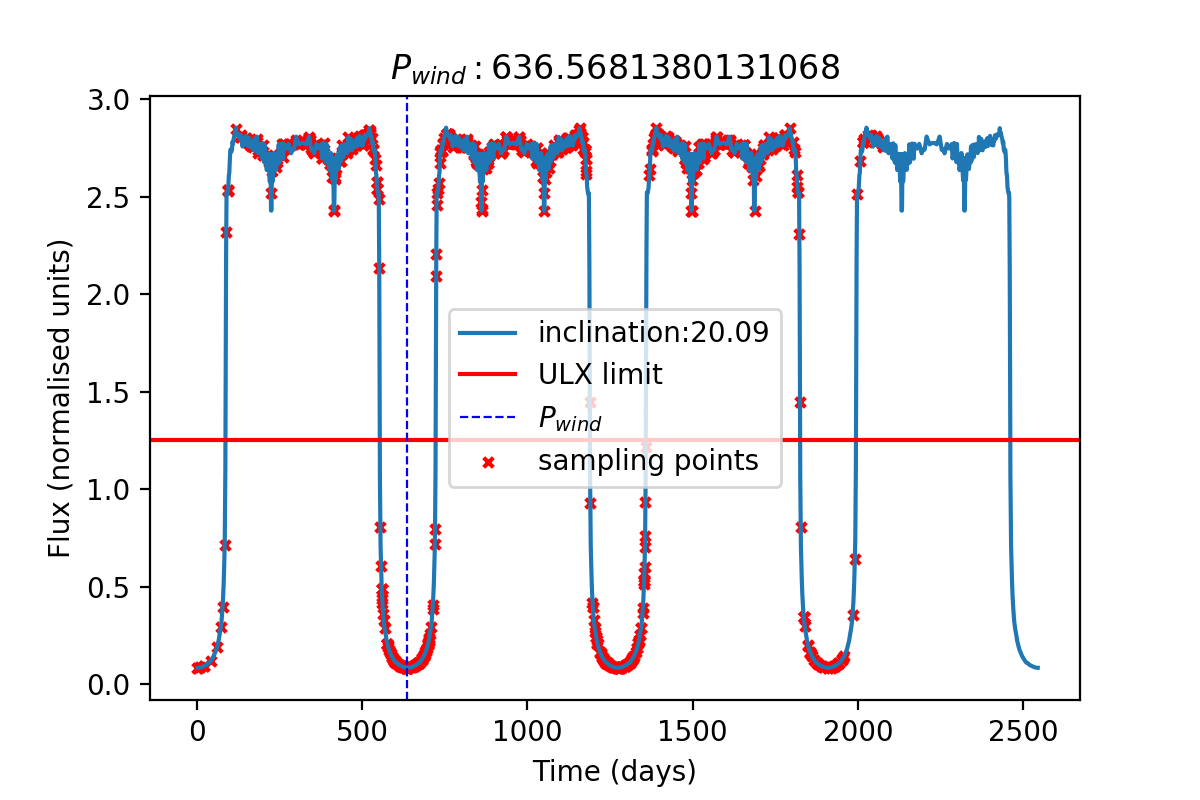 P_wind : 636.5681380131068
3.0
2.5
2.0
1.5
1.0
0.5
0.0
Flux (normalised units)
inclination:20.09
ULX limit
P_wind
sampling points
0
500
1000
1500
2000
2500
Time (days)